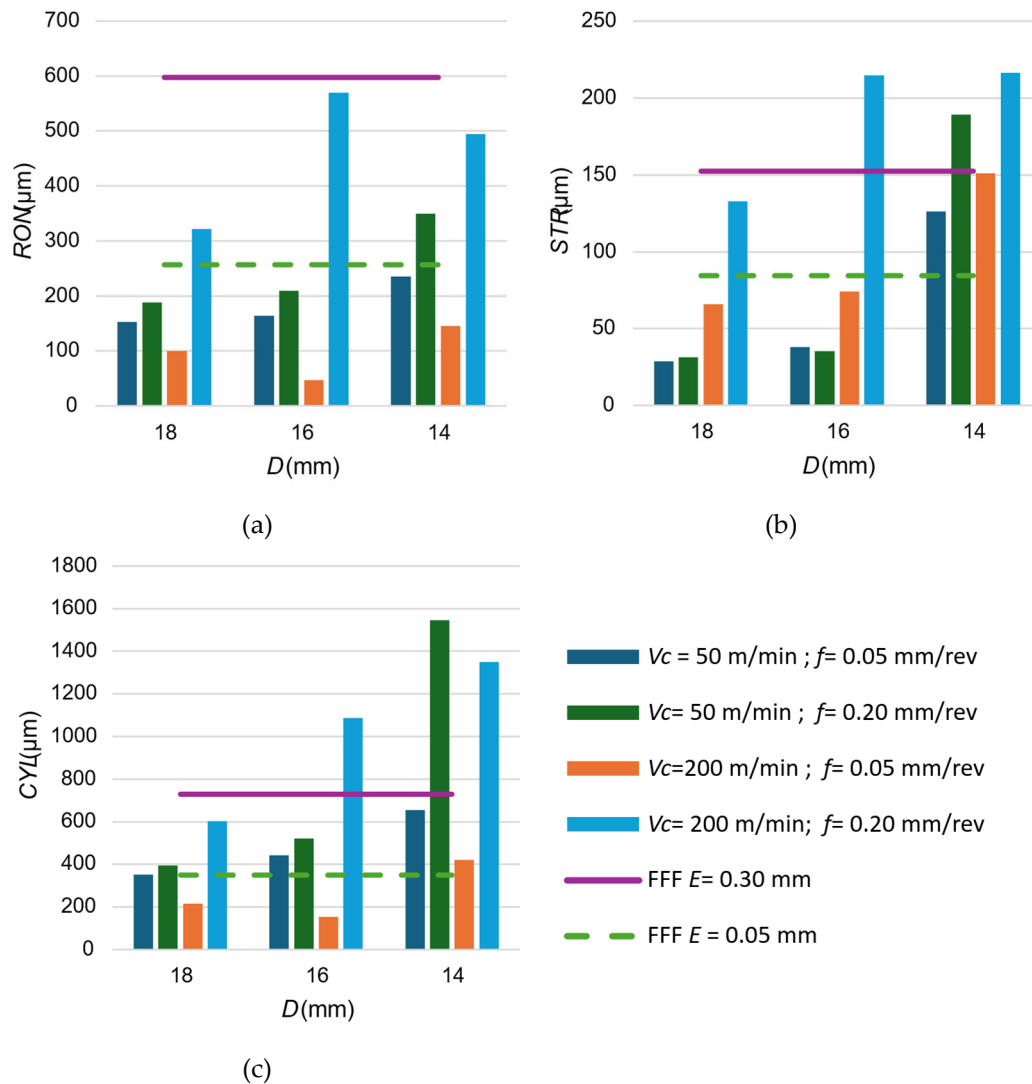 700
600
500
400
300
200
100
0
RON(µm)
18 16 14
D(mm)
(a)
250
200
150
100
50
0
STR(µm)
18 16 14
D(mm)
(b)
1800
1600
1400
1200
1000
800
600
400
200
0
CYL(µm)
18 16 14
D(mm)
(c)
Vc = 50 m/min ; f= 0.05 mm/rev
Vc= 50 m/min ; f= 0.20 mm/rev
Vc=200 m/min ; f= 0.05 mm/rev
Vc= 200 m/min; f= 0.20 mm/rev
FFF E= 0.30 mm
FFF E = 0.05 mm